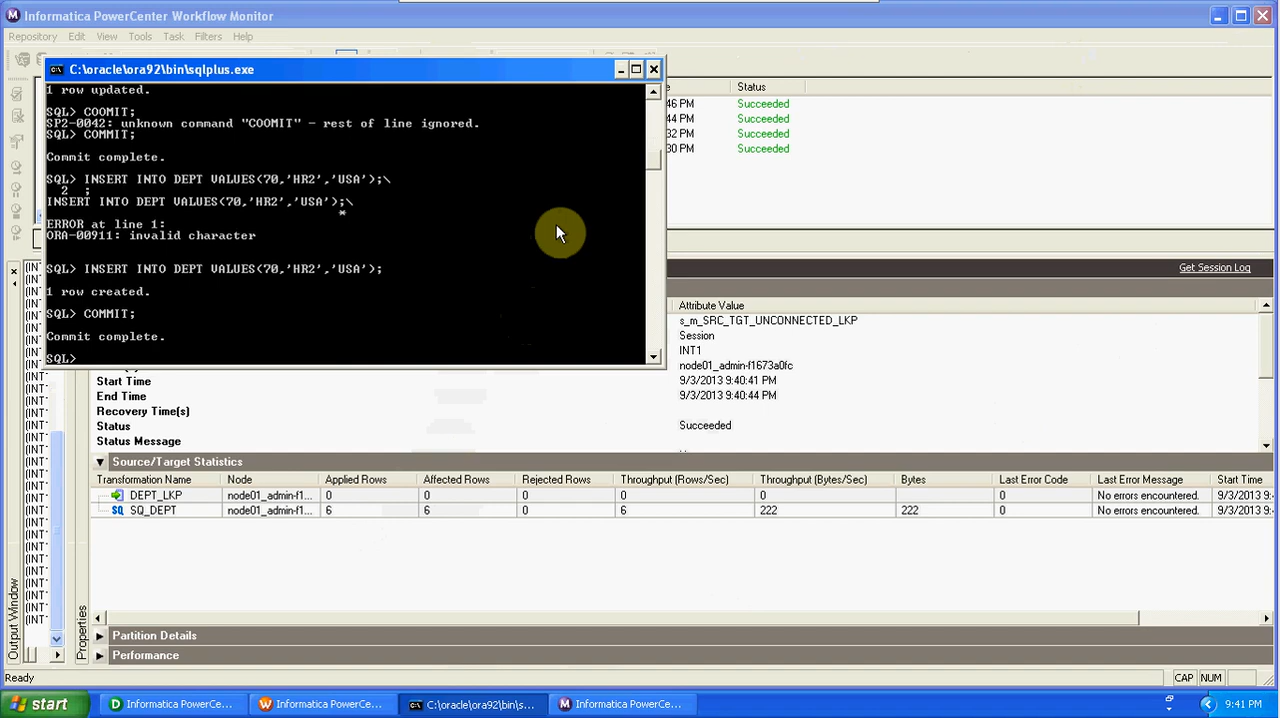 Informatica PowerCenter Workflow Monitor
Repository Edit View Tools Task Filters Help
C:\oracle\ora92\bin\sqlplus.exe
1 row updated.
SQL> COOMIT;
SP2-0042: unknown command "COOMIT" - rest of line ignored.
SQL> COMMIT;
Commit complete.
SQL> INSERT INTO DEPT VALUES(70,'HR2','USA');\
2 ;
INSERT INTO DEPT VALUES(70,'HR2','USA');\
*
ERROR at line 1:
ORA-00911: invalid character
SQL> INSERT INTO DEPT VALUES(70,'HR2','USA');
1 row created.
SQL> COMMIT;
Commit complete.
SQL>
Status
46 PM Succeeded
44 PM Succeeded
32 PM Succeeded
30 PM Succeeded
Get Session Log
Attribute Value
s_m_SRC_TGT_UNCONNECTED_LKP
Session
INT1
node01_admin-f1673a0fc
Start Time 9/3/2013 9:40:41 PM
End Time 9/3/2013 9:40:44 PM
Recovery Time(s)
Status Succeeded
Status Message
Source/Target Statistics
Transformation Name Node Applied Rows Affected Rows Rejected Rows Throughput (Rows/Sec) Throughput (Bytes/Sec) Bytes Last Error Code Last Error Message Start Time
DEPT_LKP node01_admin-f1... 0 0 0 0 0 0 No errors encountered. 9/3/2013 9:4
SQ SQ_DEPT node01_admin-f1... 6 6 0 6 222 222 0 No errors encountered. 9/3/2013 9:4
Partition Details
Performance
Output Window
Properties
Ready CAP NUM
start Informatica PowerCe... Informatica PowerCe... C:\oracle\ora92\bin\s... Informatica PowerCe... 9:41 PM